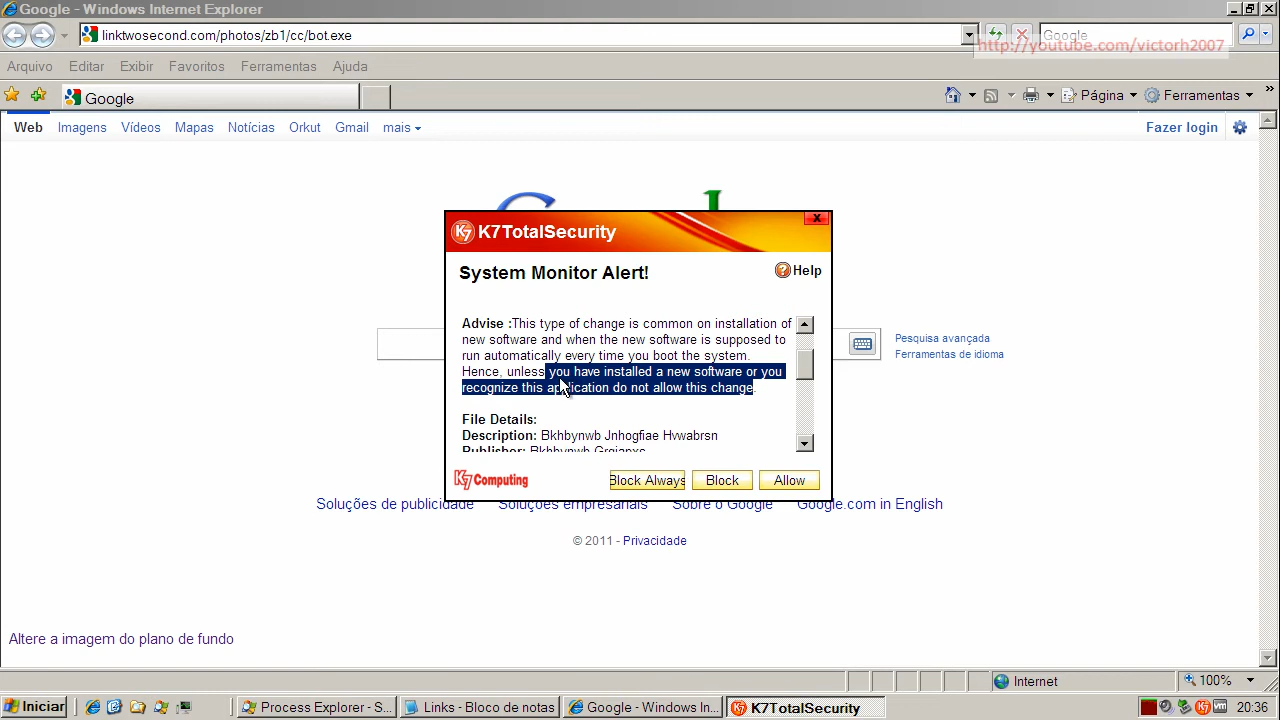 Google - Windows Internet Explorer
linktwosecond.com/photos/zb1/cc/bot.exe
Google
http://youtube.com/victorh2007
Arquivo Editar Exibir Favoritos Ferramentas Ajuda
Google
Página Ferramentas »
Web Imagens Vídeos Mapas Notícias Orkut Gmail mais
Fazer login
K7TotalSecurity
System Monitor Alert!
Help
Advise :This type of change is common on installation of
new software and when the new software is supposed to
run automatically every time you boot the system.
Hence, unless you have installed a new software or you
recognize this application do not allow this change
File Details:
Description: Bkhbynwb Jnhogfiae Hvwabrsn
Publisher: Bkhbynwb
K7Computing
Block Always Block Allow
Pesquisa avançada
Ferramentas de idioma
Soluções de publicidade Soluções empresariais Sobre o Google Google.com in English
© 2011 - Privacidade
Altere a imagem do plano de fundo
Internet
100%
Iniciar
Process Explorer - S...
Links - Bloco de notas
Google - Windows In...
K7TotalSecurity
20:36